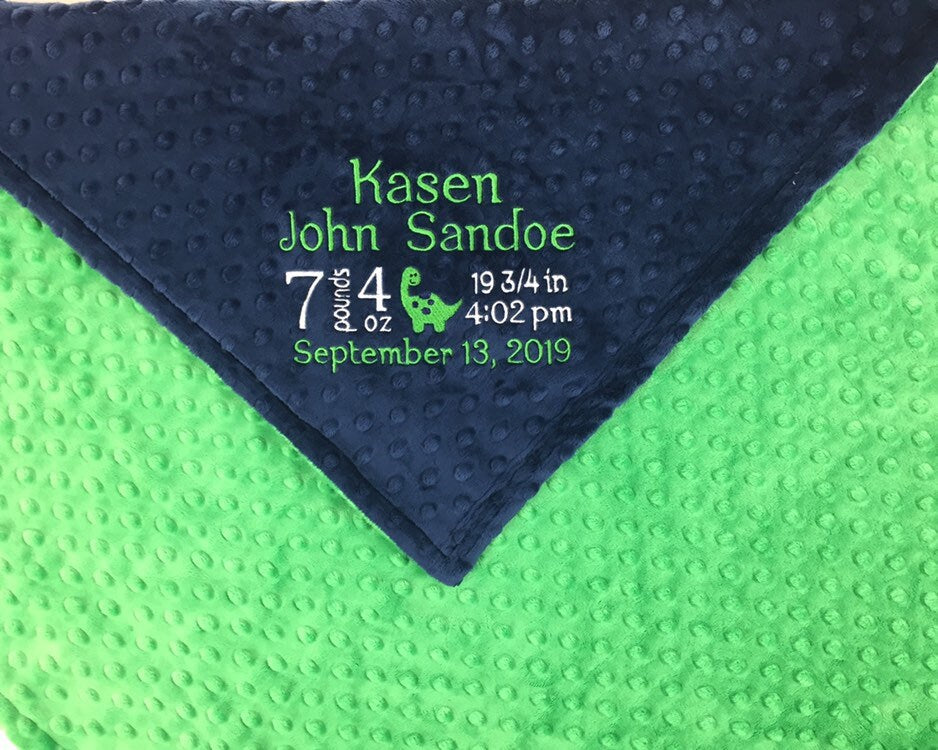 Kasen
John Sandoe
7 pounds 4 oz
19 3/4 in
4:02 pm
September 13, 2019